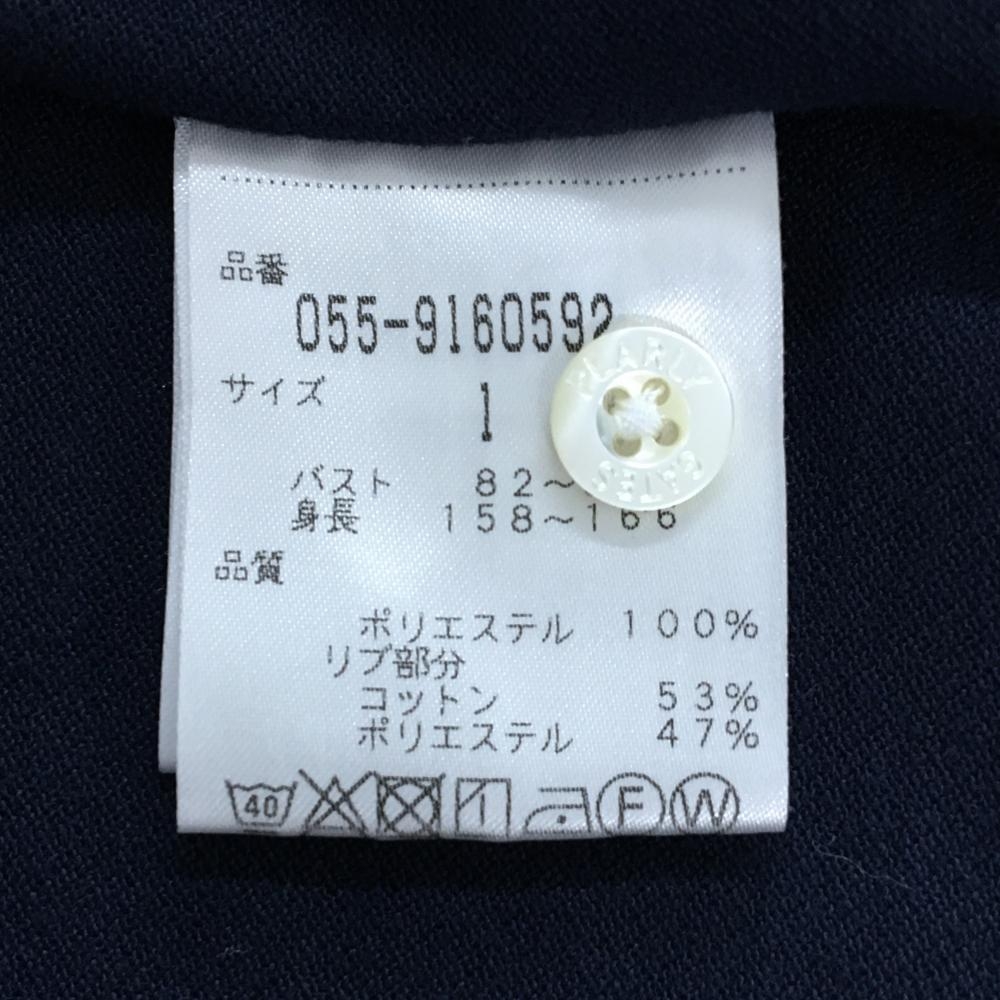 品番
055-9160592
サイズ
1
バスト 82～
身長 158～166
品質
ポリエステル 100%
リブ部分
コットン 53%
ポリエステル 47%
40 F W
PEARLY
GATES